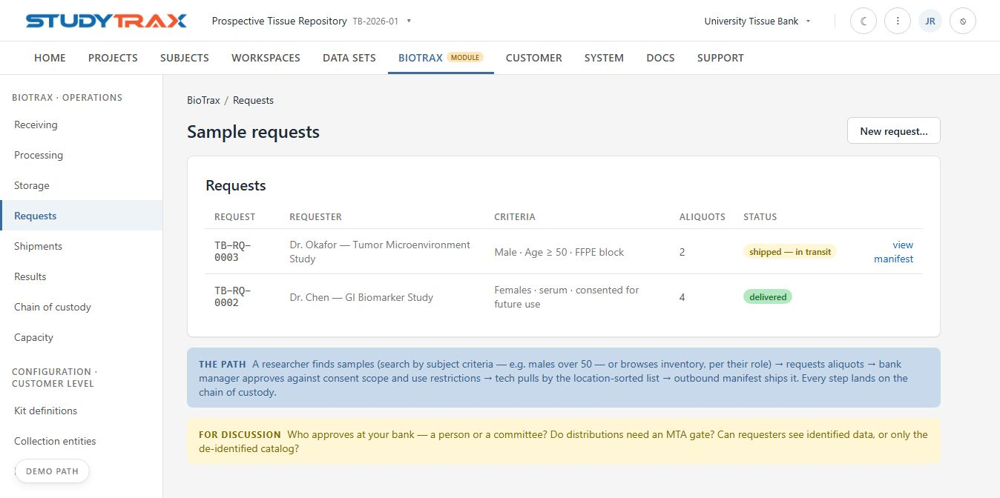 STUDYTRAX
Prospective Tissue Repository TB-2026-01
University Tissue Bank
JR
HOME PROJECTS SUBJECTS WORKSPACES DATA SETS BIOTRAX MODULE CUSTOMER SYSTEM DOCS SUPPORT
BIOTRAX · OPERATIONS
Receiving
Processing
Storage
Requests
Shipments
Results
Chain of custody
Capacity
CONFIGURATION ·
CUSTOMER LEVEL
Kit definitions
Collection entities
DEMO PATH
BioTrax / Requests
Sample requests
New request...
Requests
REQUEST REQUESTER CRITERIA ALIQUOTS STATUS
TB-RQ-
0003
Dr. Okafor — Tumor Microenvironment
Study
Male · Age ≥ 50 · FFPE block
2
shipped — in transit
view
manifest
TB-RQ-
0002
Dr. Chen — GI Biomarker Study
Females · serum · consented for
future use
4
delivered
THE PATH A researcher finds samples (search by subject criteria — e.g. males over 50 — or browses inventory, per their role) → requests aliquots → bank
manager approves against consent scope and use restrictions → tech pulls by the location-sorted list → outbound manifest ships it. Every step lands on the
chain of custody.
FOR DISCUSSION Who approves at your bank — a person or a committee? Do distributions need an MTA gate? Can requesters see identified data, or only the
de-identified catalog?